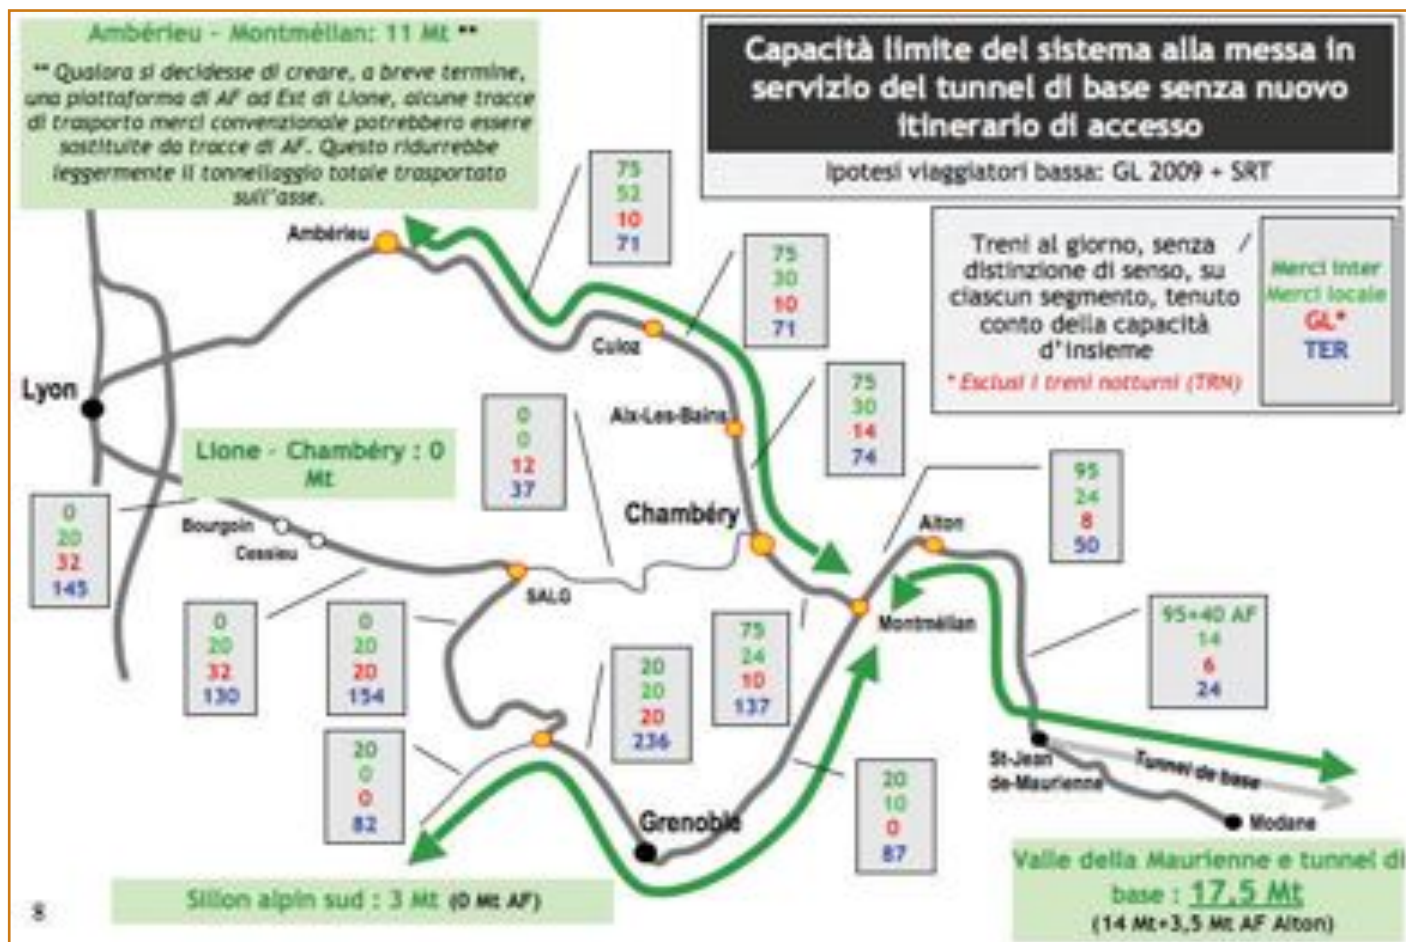 Ambérieu - Montmélian: 11 Mt **
** Qualora si decidesse di creare, a breve termine,
una piattaforma di AF ad Est di Lione, alcune tracce
di trasporto merci convenzionale potrebbero essere
sostituite da tracce di AF. Questo ridurrebbe
leggermente il tonnellaggio totale trasportato
sull'asse.
Capacità limite del sistema alla messa in
servizio del tunnel di base senza nuovo
itinerario di accesso
Ipotesi viaggiatori bassa: GL 2009 + SRT
Treni al giorno, senza
distinzione di senso, su
ciascun segmento, tenuto
conto della capacità
d'insieme
* Esclusi i treni notturni (TRN)
Merci inter
Merci locale
GL*
TER
75
52
10
71
Ambérieu
75
30
10
71
Culoz
Lyon
75
30
14
74
Aix-Les-Bains
0
0
12
37
Lione - Chambéry : 0
Mt
95
24
8
50
Chambéry
Aiton
0
20
32
145
Bourgoin
Cessieu
SALG
Montmélian
0
20
32
130
0
20
20
154
20
20
20
236
75
24
10
137
95+40 AF
14
6
24
20
0
0
82
20
10
0
87
St-Jean
de-Maurienne
Tunnel de base
Modane
Grenoble
Valle della Maurienne e tunnel di
base : 17,5 Mt
(14 Mt+3,5 Mt AF Aiton)
Sillon alpin sud : 3 Mt (0 Mt AF)
8